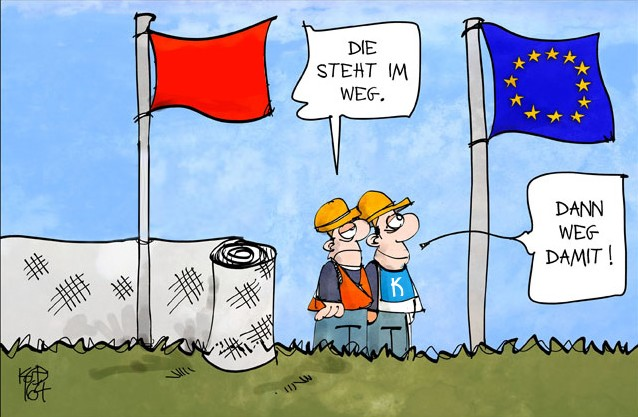 DIE
STEHT IM
WEG.
DANN
WEG
DAMIT!
K